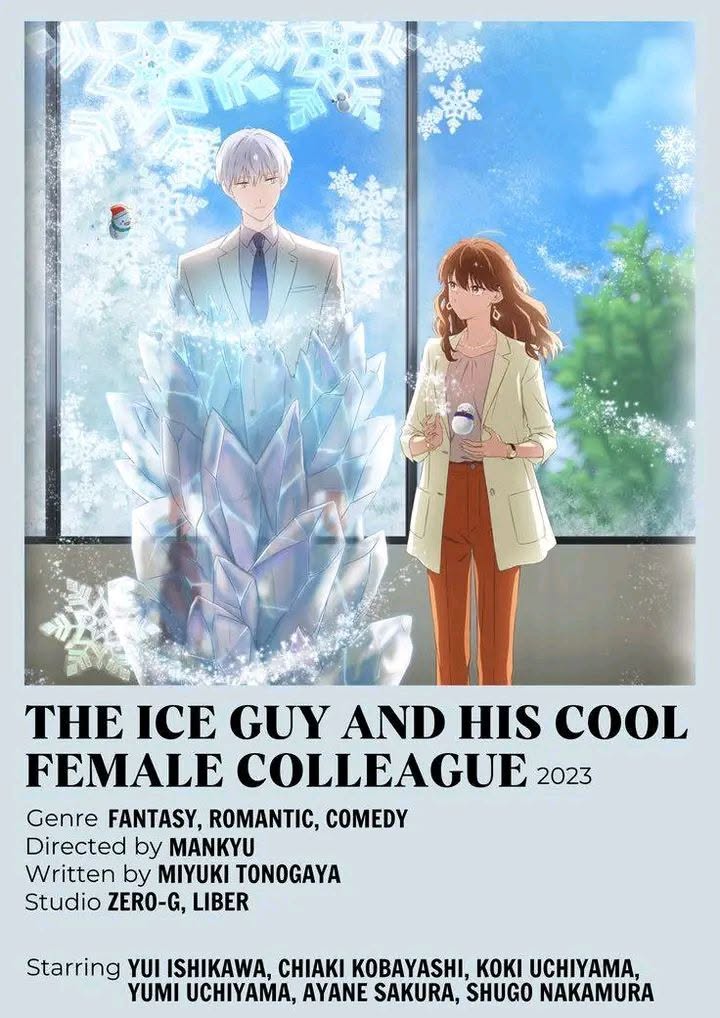 THE ICE GUY AND HIS COOL
FEMALE COLLEAGUE 2023
Genre FANTASY, ROMANTIC, COMEDY
Directed by MANKYU
Written by MIYUKI TONOGAYA
Studio ZERO-G, LIBER
Starring YUI ISHIKAWA, CHIAKI KOBAYASHI, KOKI UCHIYAMA,
YUMI UCHIYAMA, AYANE SAKURA, SHUGO NAKAMURA